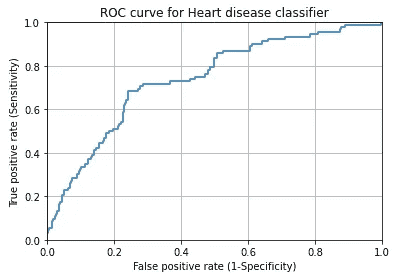 ROC curve for Heart disease classifier
True positive rate (Sensitivity)
1.0
0.8
0.6
0.4
0.2
0.0
0.0 0.2 0.4 0.6 0.8 1.0
False positive rate (1-Specificity)